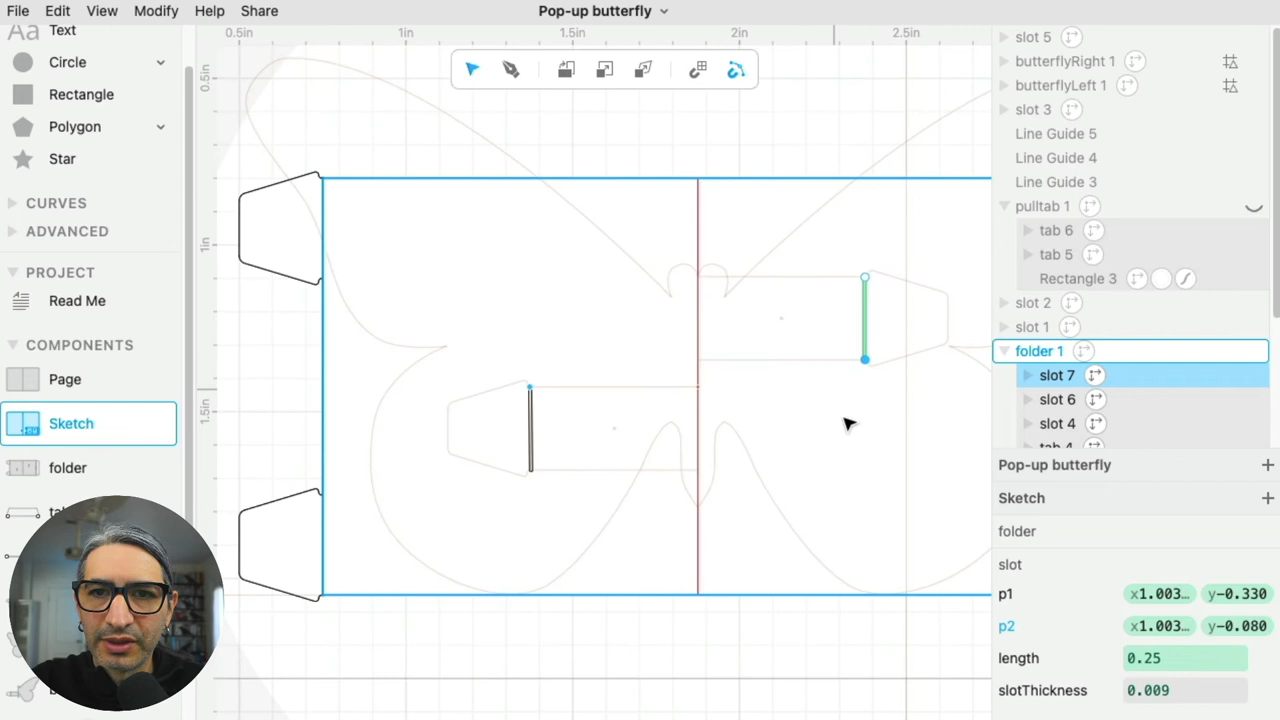 File Edit View Modify Help Share
Pop-up butterfly
Text
Circle
Rectangle
Polygon
Star
CURVES
ADVANCED
PROJECT
Read Me
COMPONENTS
Page
Sketch
folder
0.5in 1in 1.5in 2in 2.5in
0.5in
1in
1.5in
slot 5
butterflyRight 1
butterflyLeft 1
slot 3
Line Guide 5
Line Guide 4
Line Guide 3
pulltab 1
tab 6
tab 5
Rectangle 3
slot 2
slot 1
folder 1
slot 7
slot 6
slot 4
tab 4
Pop-up butterfly
Sketch
folder
slot
p1 x1.003… y-0.330
p2 x1.003… y-0.080
length 0.25
slotThickness 0.009